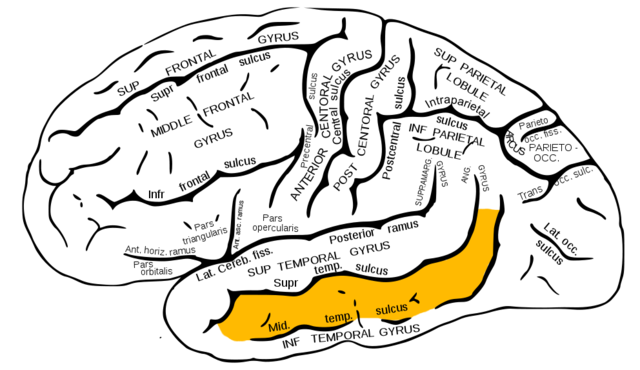 SUP FRONTAL GYRUS
Supr frontal sulcus
MIDDLE FRONTAL
GYRUS
Infr frontal sulcus
Precentral sulcus
ANTERIOR CENTORAL GYRUS
Central sulcus
POST CENTORAL GYRUS
Postcentral sulcus
SUP PARIETAL
LOBULE
Intraparietal
sulcus
INF PARIETAL
LOBULE
SUPRAMARG.
GYRUS
ANG. GYRUS
Parieto
occ. fiss.
ARCUS
PARIETO -
OCC.
Trans occ. sulc.
Lat. occ.
sulcus
Pars
triangularis
Ant. asc. ramus
Pars
opercularis
Ant. horiz. ramus
Pars
orbitalis
Lat. Cereb. fiss. Posterior ramus
SUP TEMPORAL GYRUS
Supr temp. sulcus
Mid. temp. sulcus
INF TEMPORAL GYRUS